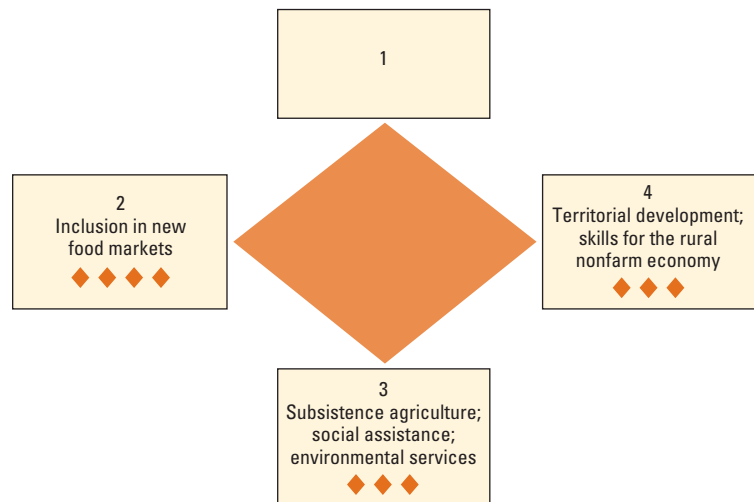 1
2
Inclusion in new
food markets
4
Territorial development;
skills for the rural
nonfarm economy
3
Subsistence agriculture;
social assistance;
environmental services